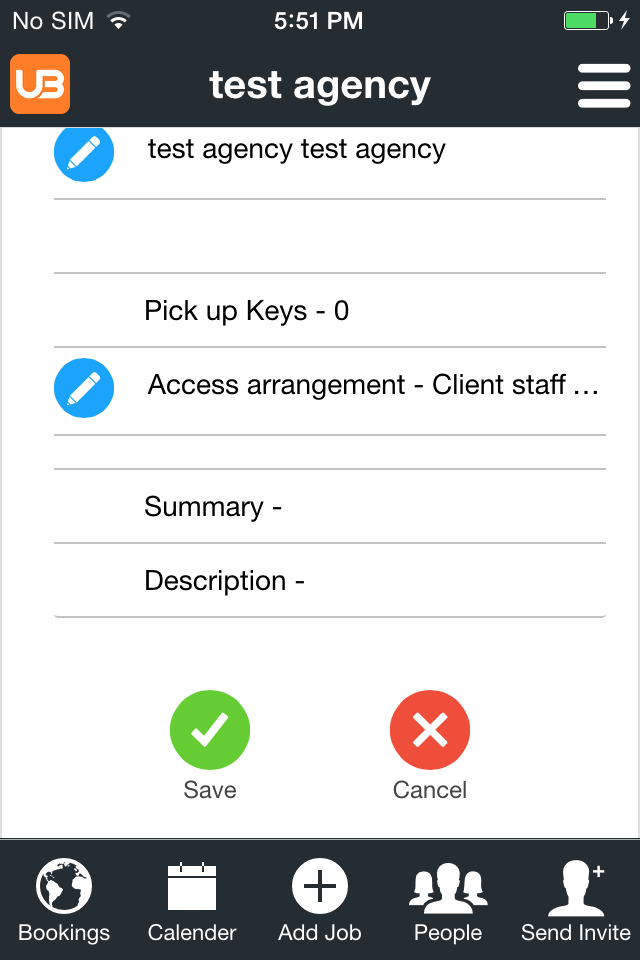 No SIM 5:51 PM
UB test agency
test agency test agency
Pick up Keys - 0
Access arrangement - Client staff ...
Summary -
Description -
Save Cancel
Bookings Calender Add Job People Send Invite